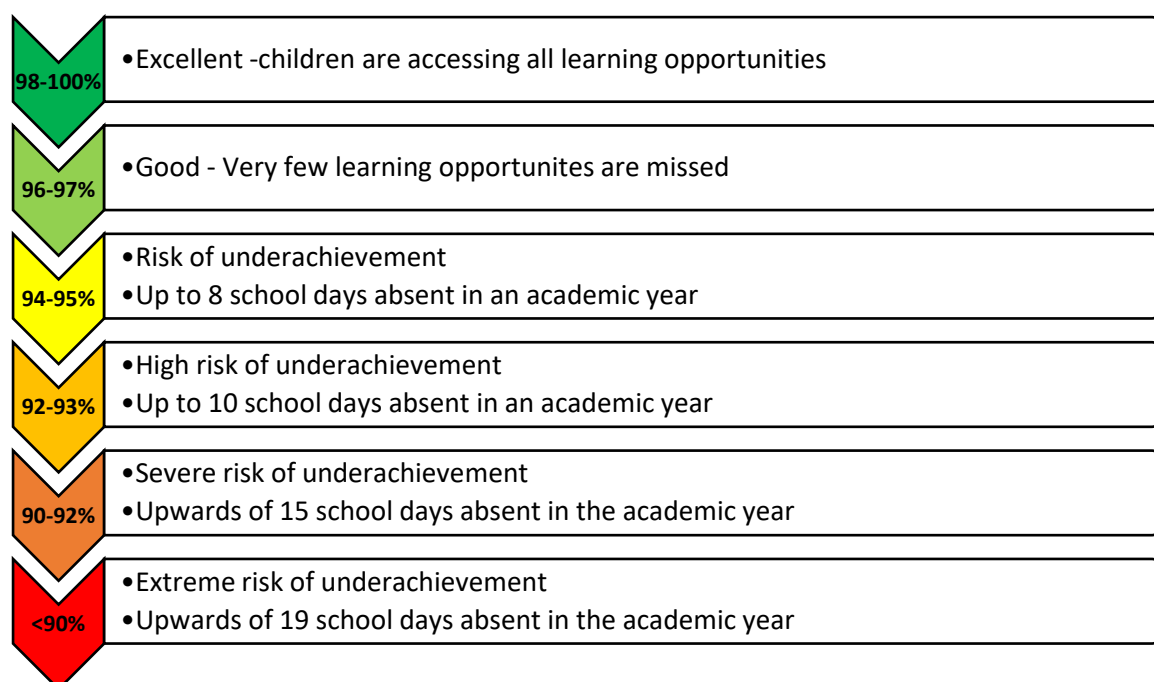 98-100%
•Excellent -children are accessing all learning opportunities
96-97%
•Good - Very few learning opportunites are missed
94-95%
•Risk of underachievement
•Up to 8 school days absent in an academic year
92-93%
•High risk of underachievement
•Up to 10 school days absent in an academic year
90-92%
•Severe risk of underachievement
•Upwards of 15 school days absent in the academic year
<90%
•Extreme risk of underachievement
•Upwards of 19 school days absent in the academic year